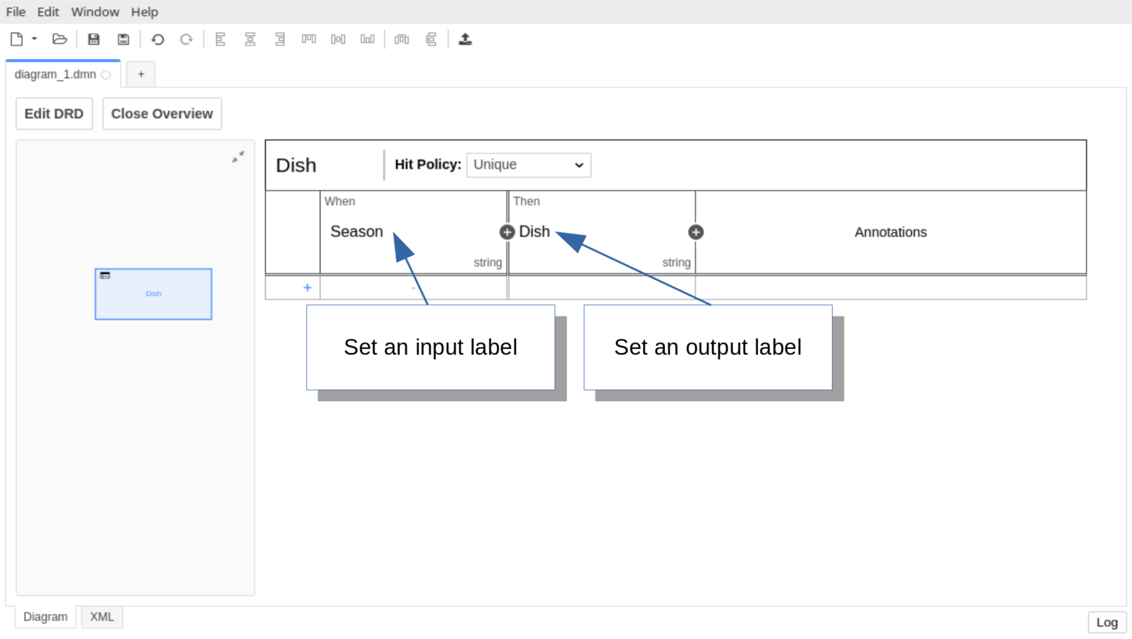 File Edit Window Help
diagram_1.dmn +
Edit DRD Close Overview
Dish Hit Policy: Unique
When Then
Season + Dish + Annotations
string string
Dish
+ -
Set an input label Set an output label
Diagram XML
Log